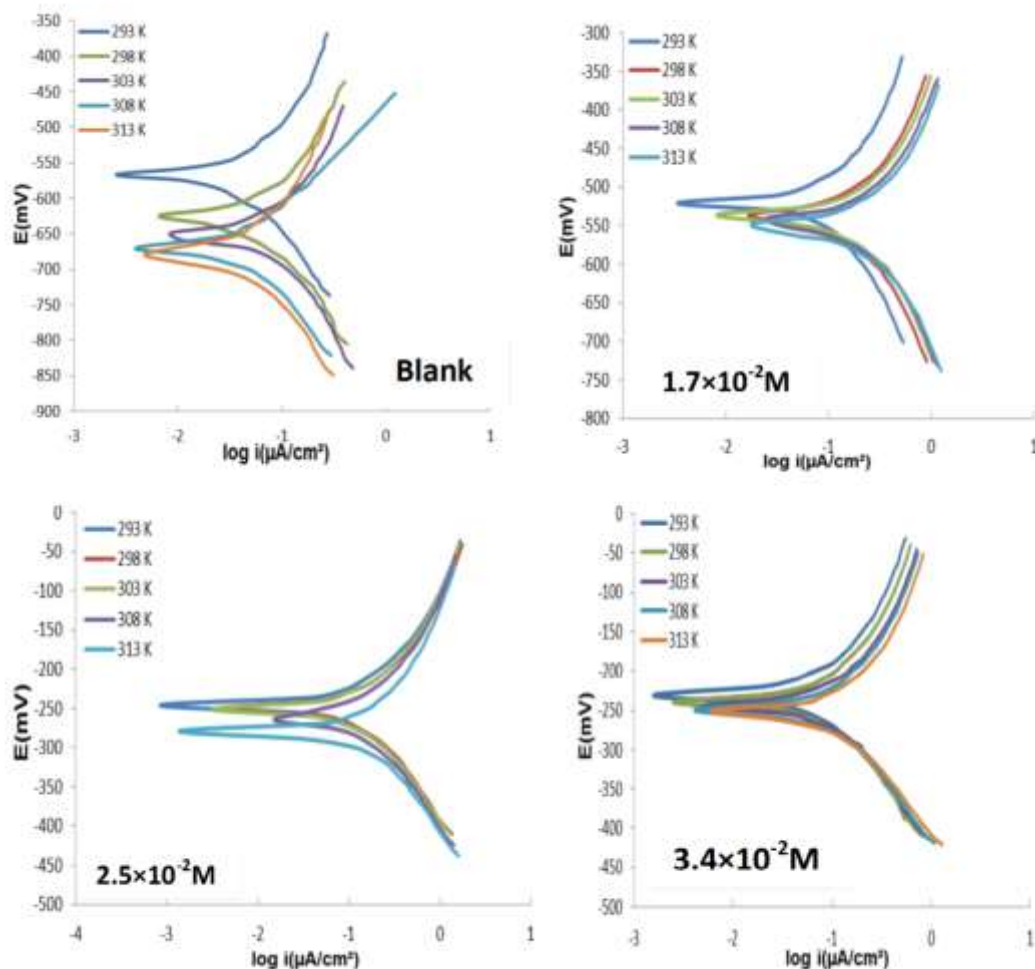 -350
-400
-450
-500
-550
-600
-650
-700
-750
-800
-850
-900
E(mV)
293 K
298 K
303 K
308 K
313 K
Blank
-3
-2
-1
0
1
log i(µA/cm²)
-300
-350
-400
-450
-500
-550
-600
-650
-700
-750
-800
E(mV)
293 K
298 K
303 K
308 K
313 K
1.7×10⁻²M
-3
-2
-1
0
1
log i(µA/cm²)
0
-50
-100
-150
-200
-250
-300
-350
-400
-450
-500
E(mV)
293 K
298 K
303 K
308 K
313 K
2.5×10⁻²M
-4
-3
-2
-1
0
1
log i(µA/cm²)
0
-50
-100
-150
-200
-250
-300
-350
-400
-450
-500
E(mV)
293 K
298 K
303 K
308 K
313 K
3.4×10⁻²M
-3
-2
-1
0
1
log i(µA/cm²)